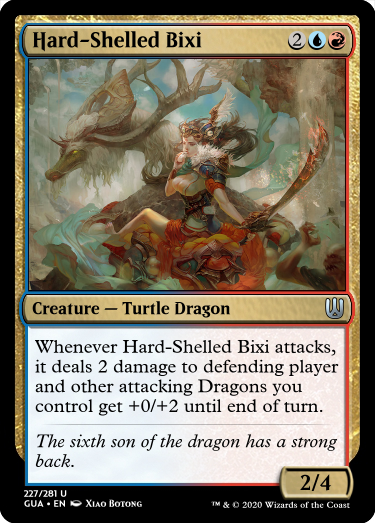 Hard-Shelled Bixi 2
Creature — Turtle Dragon
Whenever Hard-Shelled Bixi attacks,
it deals 2 damage to defending player
and other attacking Dragons you
control get +0/+2 until end of turn.
The sixth son of the dragon has a strong
back.
2/4
227/281 U
GUA • EN Xiao Botong
™ & © 2020 Wizards of the Coast